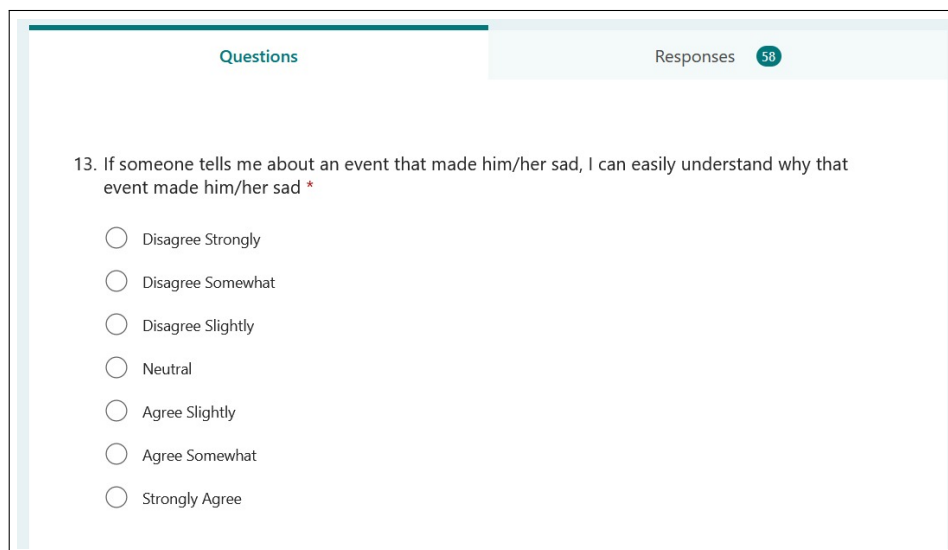 Questions
Responses 58
13. If someone tells me about an event that made him/her sad, I can easily understand why that
event made him/her sad *
Disagree Strongly
Disagree Somewhat
Disagree Slightly
Neutral
Agree Slightly
Agree Somewhat
Strongly Agree